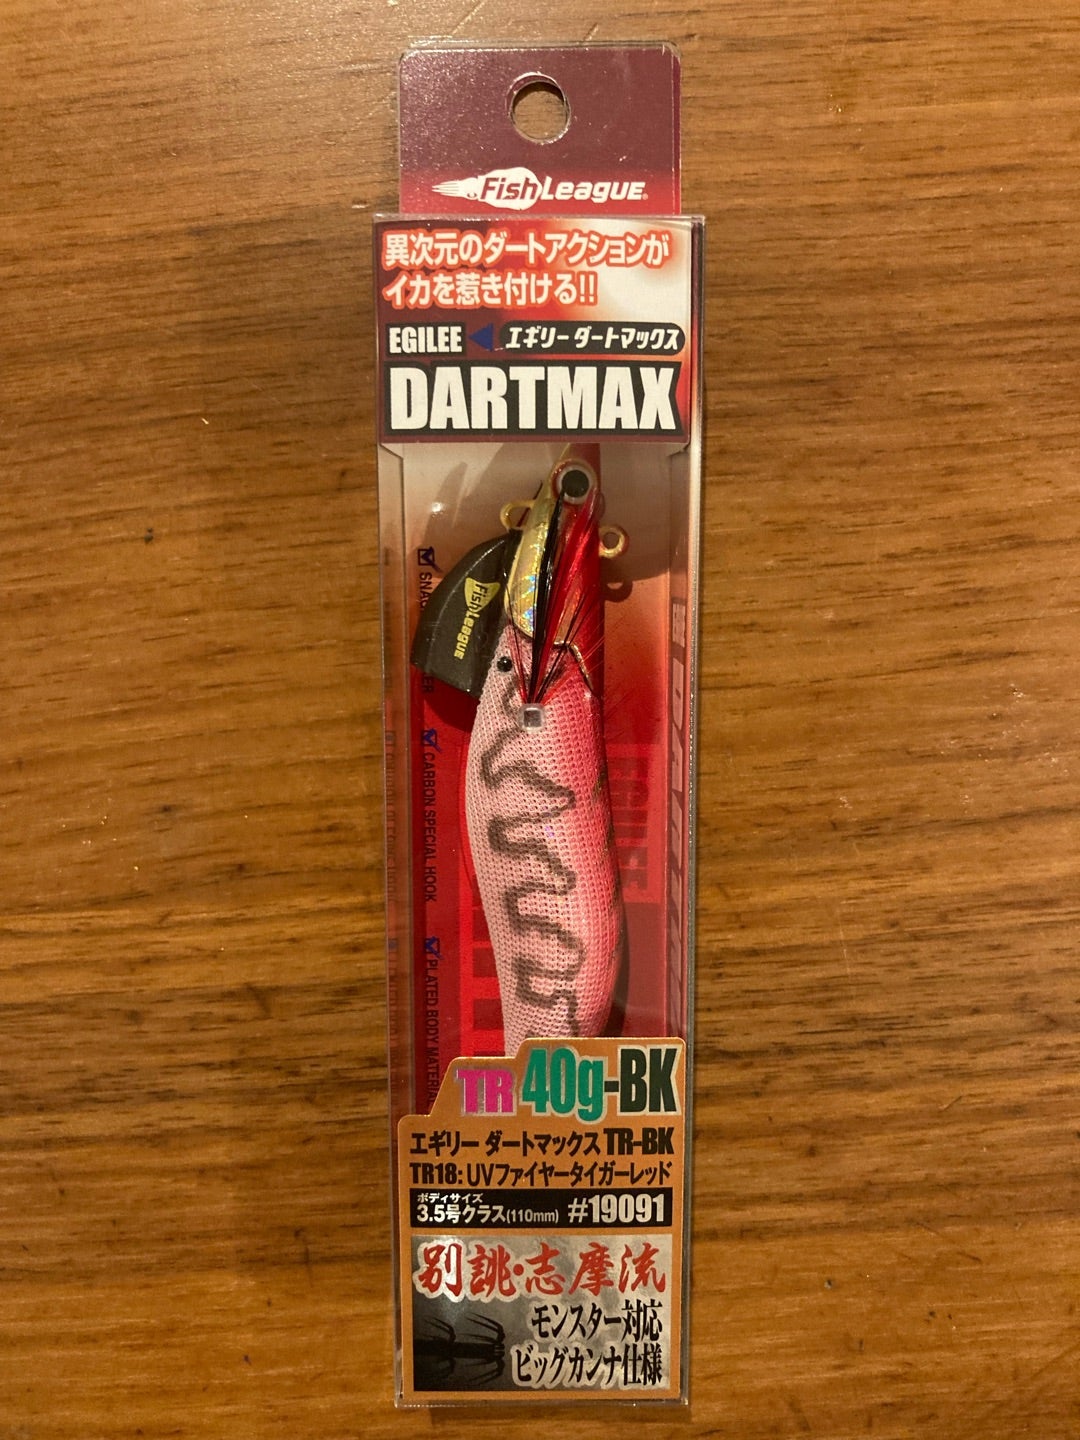 Fish League
異次元のダートアクションが
イカを惹き付ける!!
EGILEE エギリー ダートマックス
DARTMAX
Fish League
CARBON SPECIAL HOOK
PLATED BODY MATERIAL
TR 40g-BK
エギリー ダートマックス TR-BK
TR18: UVファイヤータイガーレッド
ボディサイズ
3.5号クラス(110mm) #19091
別誂・志摩流
モンスター対応
ビッグカンナ仕様